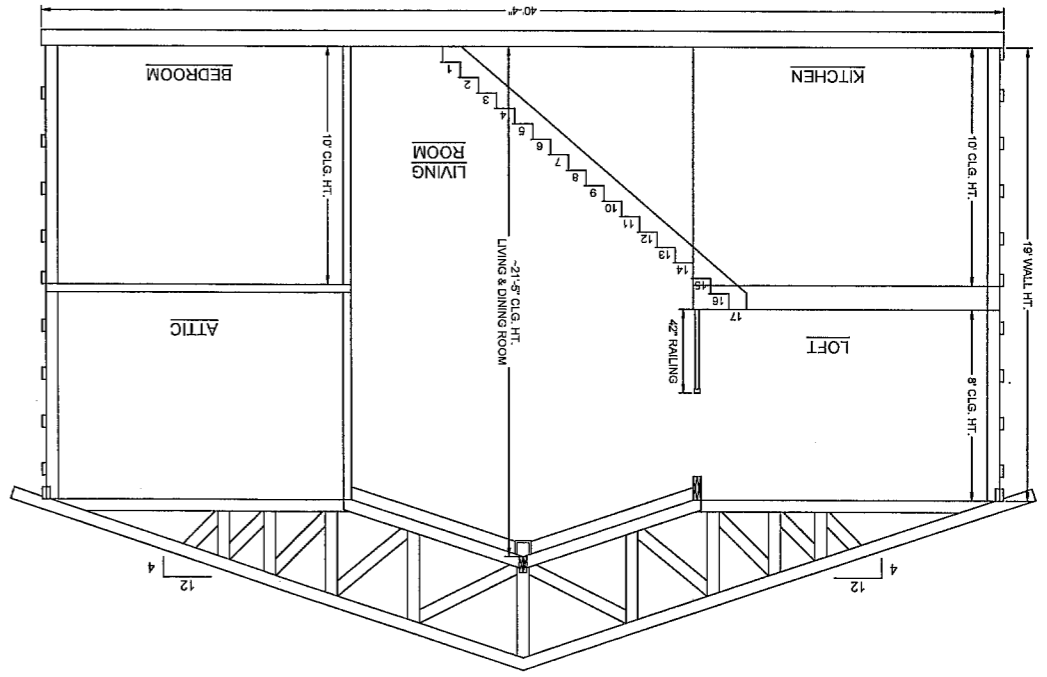 12
4
12
4
LOFT
ATTIC
8' CLG. HT.
42" RAILING
~21'-5" CLG. HT.
LIVING & DINING ROOM
19' WALL HT.
17
16
15
14
13
12
11
10
9
8
7
6
5
4
3
2
1
LIVING
ROOM
10' CLG. HT.
10' CLG. HT.
KITCHEN
BEDROOM
40'-4"